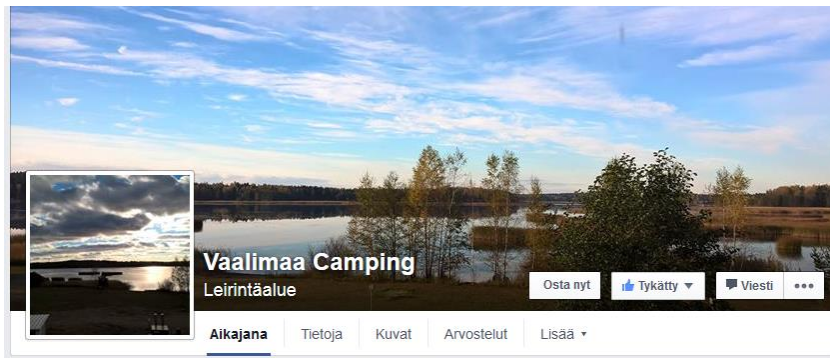 Vaalimaa Camping
Leirintäalue
Osta nyt
Tykätty
Viesti
Aikajana Tietoja Kuvat Arvostelut Lisää